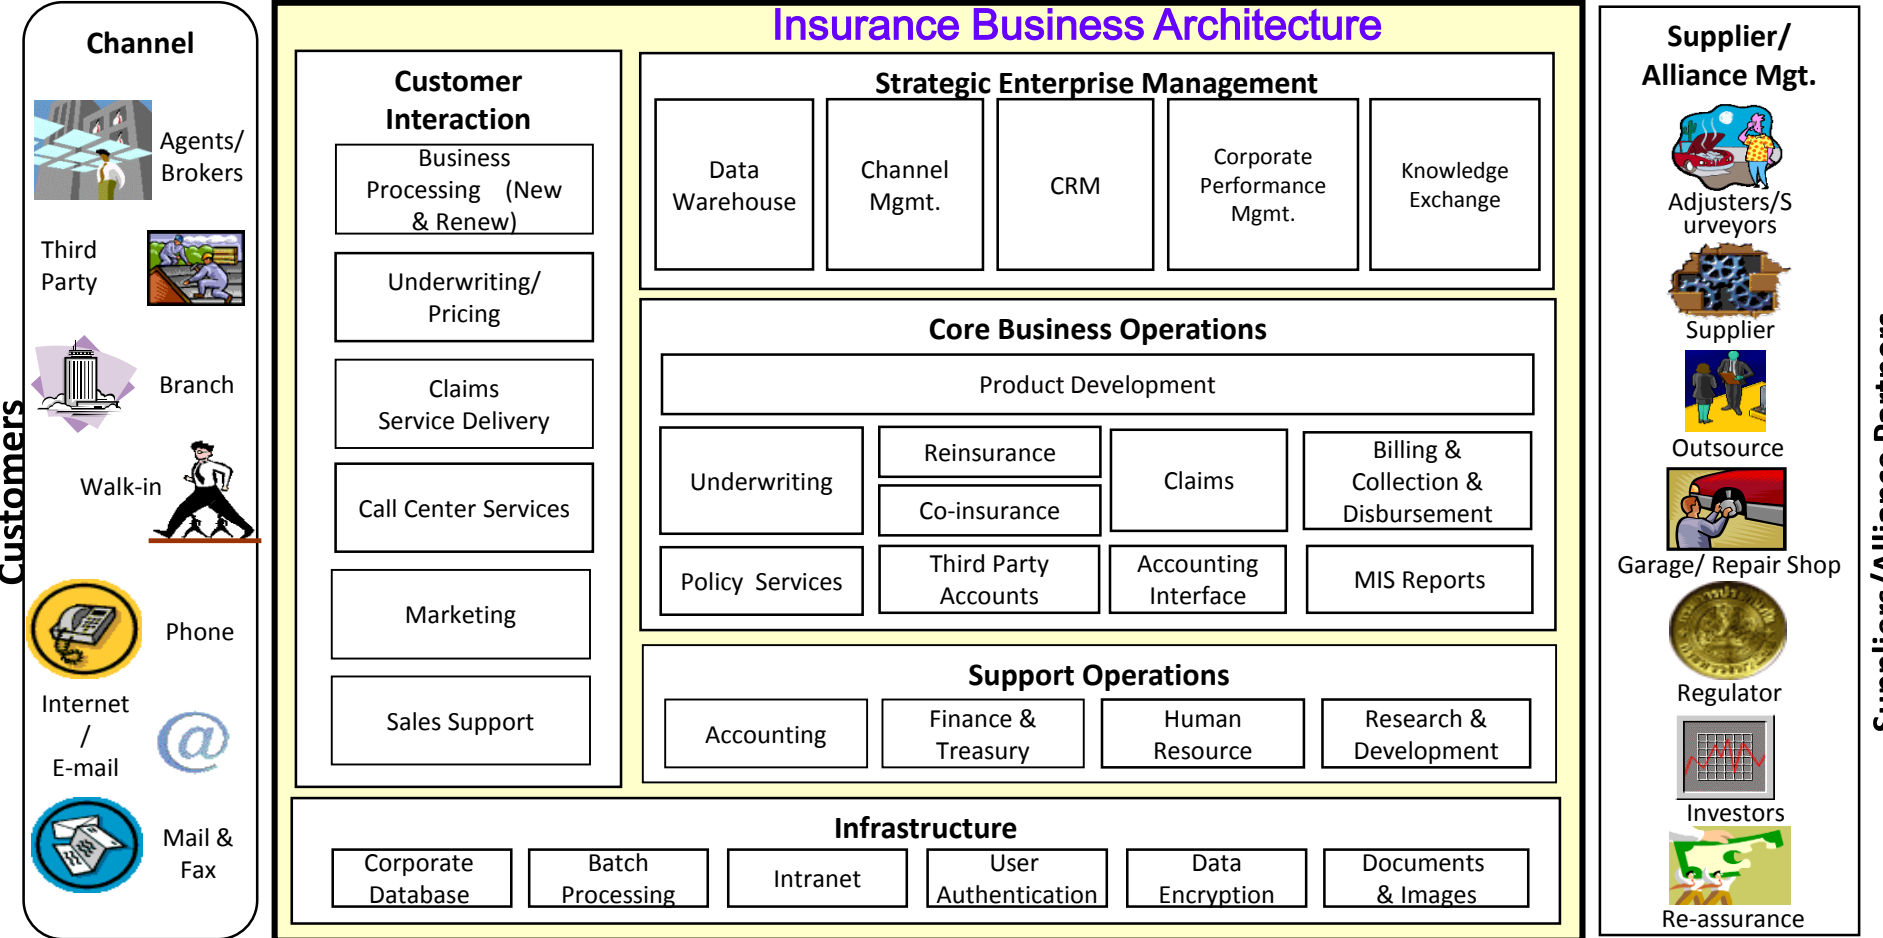 Insurance Business Architecture
Customers
Channel
Agents/
Brokers
Third
Party
Branch
Walk-in
Phone
Internet
/
E-mail
Mail &
Fax
Customer
Interaction
Business
Processing (New
& Renew)
Underwriting/
Pricing
Claims
Service Delivery
Call Center Services
Marketing
Sales Support
Strategic Enterprise Management
Data
Warehouse
Channel
Mgmt.
CRM
Corporate
Performance
Mgmt.
Knowledge
Exchange
Core Business Operations
Product Development
Underwriting
Reinsurance
Co-insurance
Claims
Billing &
Collection &
Disbursement
Policy Services
Third Party
Accounts
Accounting
Interface
MIS Reports
Support Operations
Accounting
Finance &
Treasury
Human
Resource
Research &
Development
Infrastructure
Corporate
Database
Batch
Processing
Intranet
User
Authentication
Data
Encryption
Documents
& Images
Supplier/
Alliance Mgt.
Adjusters/S
urveyors
Supplier
Outsource
Garage/ Repair Shop
Regulator
Investors
Re-assurance
Suppliers/Alliance Partners